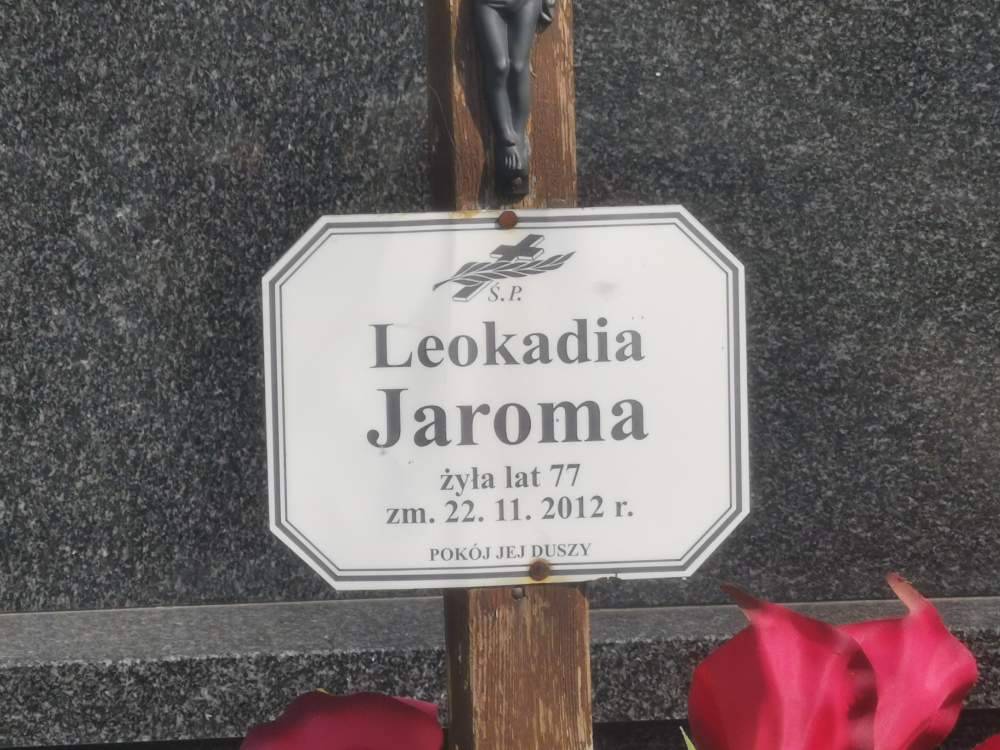 Ś.P.
Leokadia
Jaroma
żyła lat 77
zm. 22. 11. 2012 r.
POKÓJ JEJ DUSZY